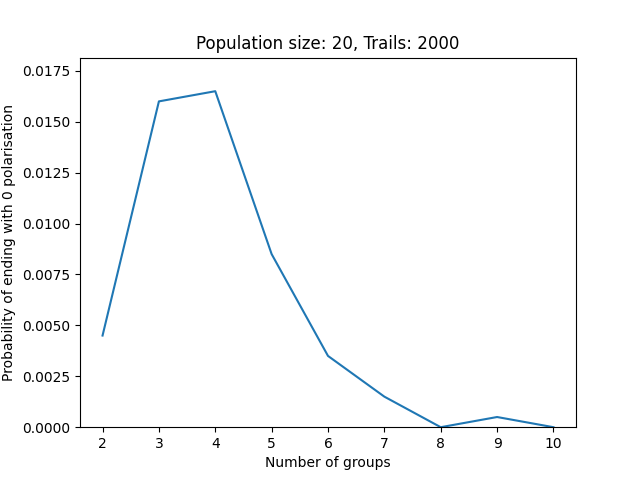 Population size: 20, Trails: 2000
Probability of ending with 0 polarisation
0.0175
0.0150
0.0125
0.0100
0.0075
0.0050
0.0025
0.0000
2 3 4 5 6 7 8 9 10
Number of groups